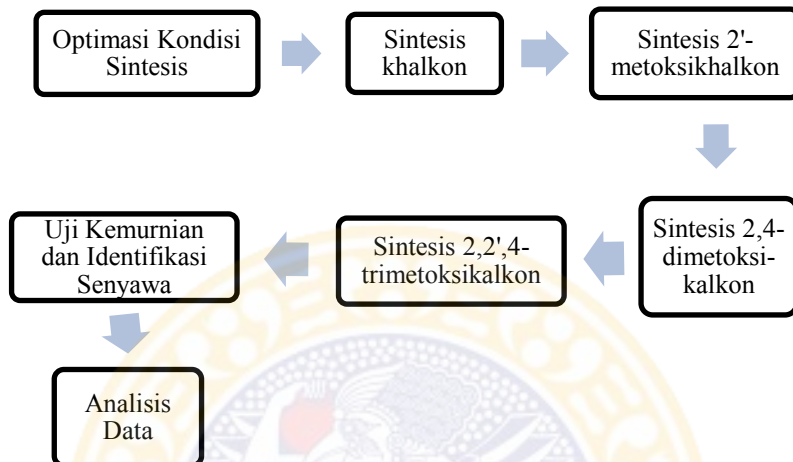 Optimasi Kondisi
Sintesis
Sintesis
khalkon
Sintesis 2'-
metoksikhalkon
Sintesis 2,4-
dimetoksi-
kalkon
Sintesis 2,2',4-
trimetoksikalkon
Uji Kemurnian
dan Identifikasi
Senyawa
Analisis
Data